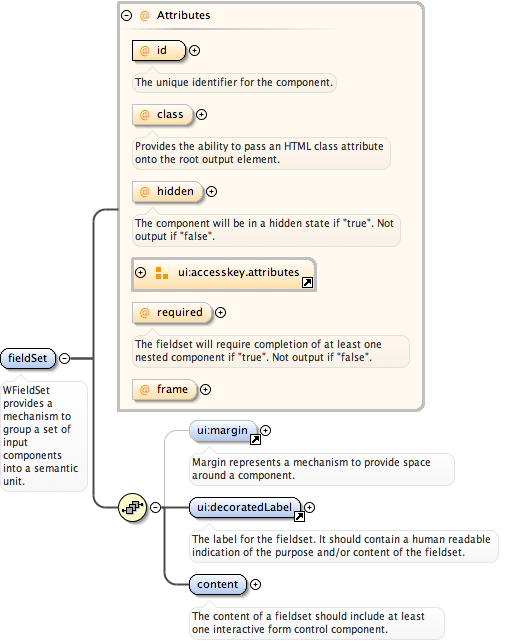 Attributes
@ id
The unique identifier for the component.
@ class
Provides the ability to pass an HTML class attribute
onto the root output element.
@ hidden
The component will be in a hidden state if "true". Not
output if "false".
ui:accesskey.attributes
@ required
The fieldset will require completion of at least one
nested component if "true". Not output if "false".
@ frame
fieldSet
WFieldSet
provides a
mechanism to
group a set of
input
components
into a semantic
unit.
ui:margin
Margin represents a mechanism to provide space
around a component.
ui:decoratedLabel
The label for the fieldset. It should contain a human readable
indication of the purpose and/or content of the fieldset.
content
The content of a fieldset should include at least
one interactive form control component.